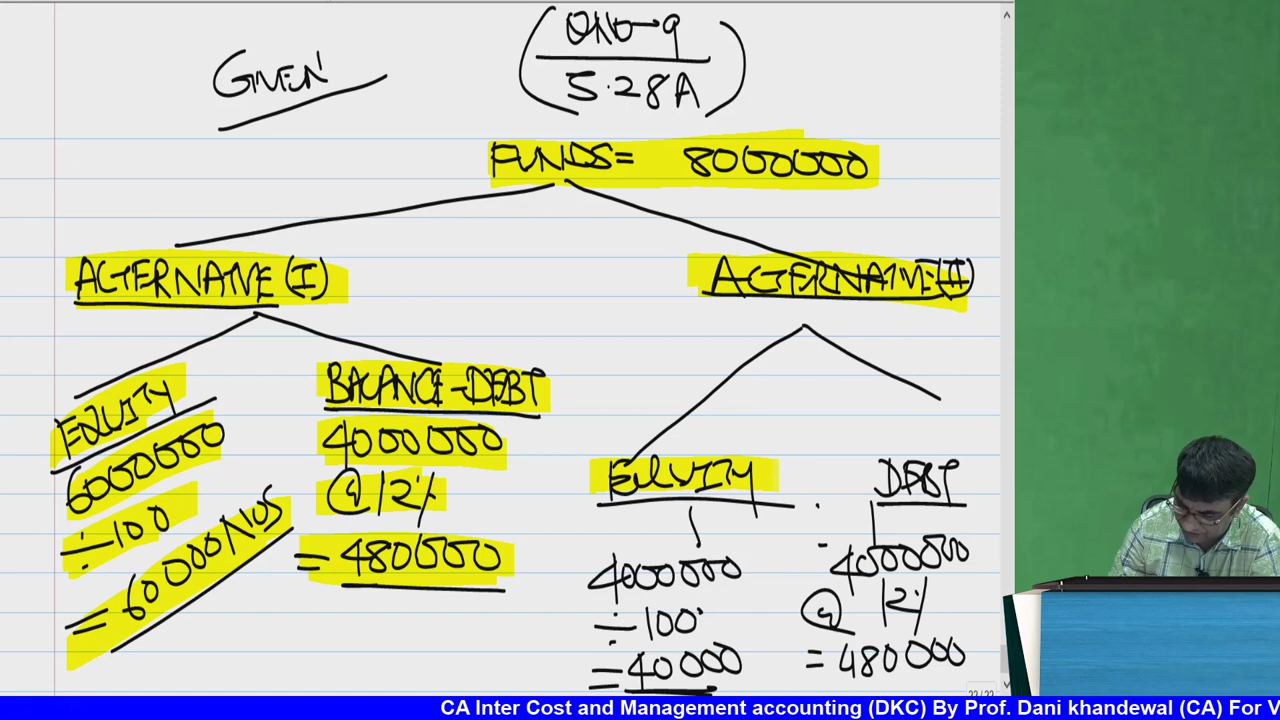 GIVEN
QNO→9
5.28A
FUNDS= 8000000
ALTERNATIVE (I)
ALTERNATIVE (II)
EQUITY
6000000
÷100
= 60000 NOS
BALANCE-DEBT
4000000
@ 12%
= 480000
EQUITY
4000000
÷ 100
= 40000
DEBT
4000000
@ 12%
= 480000
22/22
CA Inter Cost and Management accounting (DKC) By Prof. Dani khandewal (CA) For V